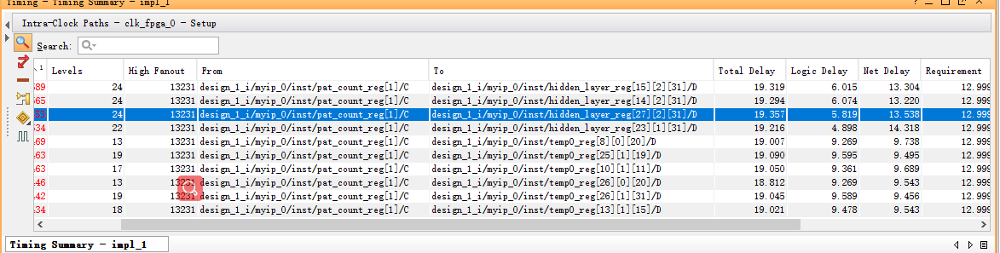 Timing - Timing Summary - impl_1
Intra-Clock Paths - clk_fpga_0 - Setup
Search:
1 Levels High Fanout From To Total Delay Logic Delay Net Delay Requirement
589 24 13231 design_1_i/myip_0/inst/pat_count_reg[1]/C design_1_i/myip_0/inst/hidden_layer_reg[15][2][31]/D 19.319 6.015 13.304 12.999
565 24 13231 design_1_i/myip_0/inst/pat_count_reg[1]/C design_1_i/myip_0/inst/hidden_layer_reg[14][2][31]/D 19.294 6.074 13.220 12.999
553 24 13231 design_1_i/myip_0/inst/pat_count_reg[1]/C design_1_i/myip_0/inst/hidden_layer_reg[27][2][31]/D 19.357 5.819 13.538 12.999
534 22 13231 design_1_i/myip_0/inst/pat_count_reg[1]/C design_1_i/myip_0/inst/hidden_layer_reg[23][1][31]/D 19.216 4.898 14.318 12.999
469 13 13231 design_1_i/myip_0/inst/pat_count_reg[1]/C design_1_i/myip_0/inst/temp0_reg[8][0][20]/D 19.007 9.269 9.738 12.999
463 19 13231 design_1_i/myip_0/inst/pat_count_reg[1]/C design_1_i/myip_0/inst/temp0_reg[25][1][19]/D 19.090 9.595 9.495 12.999
463 17 13231 design_1_i/myip_0/inst/pat_count_reg[1]/C design_1_i/myip_0/inst/temp0_reg[10][1][11]/D 19.050 9.361 9.689 12.999
446 13 13231 design_1_i/myip_0/inst/pat_count_reg[1]/C design_1_i/myip_0/inst/temp0_reg[26][0][20]/D 18.812 9.269 9.543 12.999
442 19 13231 design_1_i/myip_0/inst/pat_count_reg[1]/C design_1_i/myip_0/inst/temp0_reg[26][1][31]/D 19.045 9.589 9.456 12.999
434 18 13231 design_1_i/myip_0/inst/pat_count_reg[1]/C design_1_i/myip_0/inst/temp0_reg[13][1][15]/D 19.021 9.478 9.543 12.999
Timing Summary - impl_1